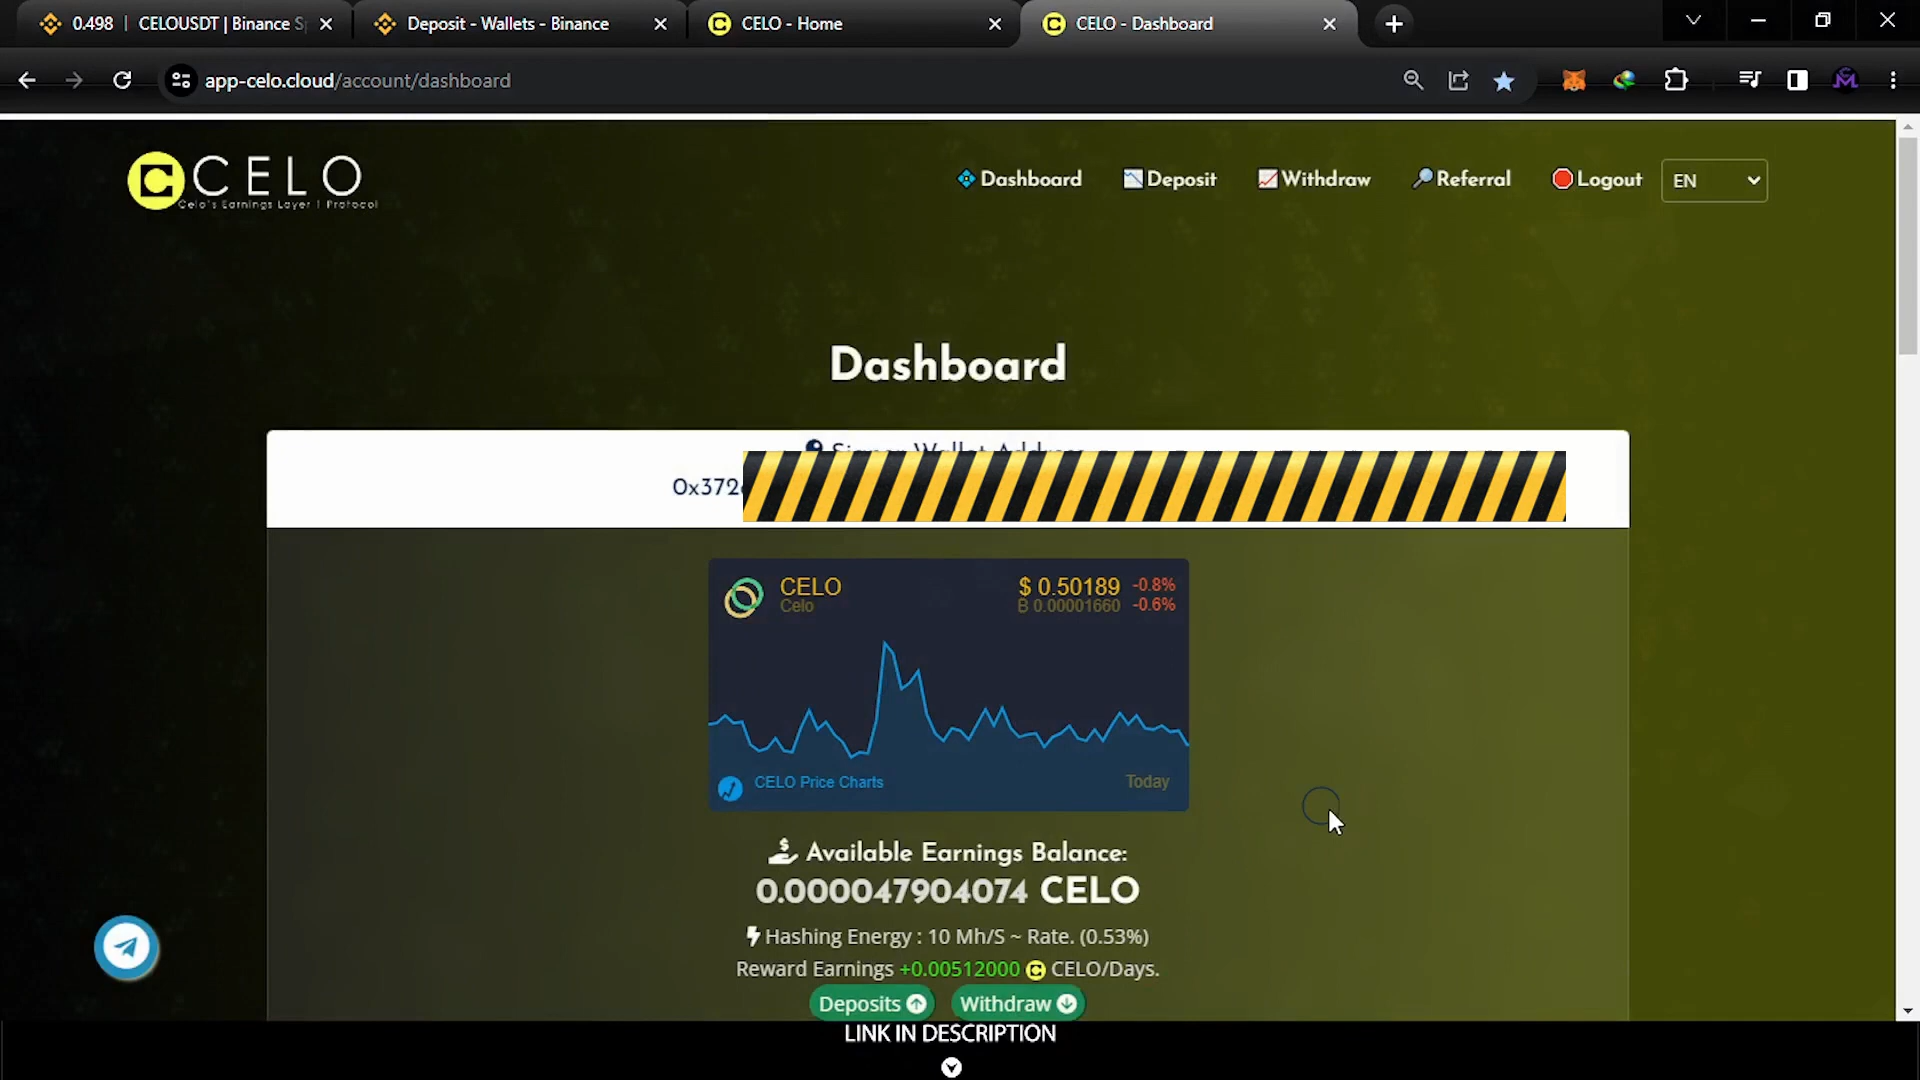 0.498 | CELOUSDT | Binance S
Deposit - Wallets - Binance
CELO - Home
CELO - Dashboard
app-celo.cloud/account/dashboard
CELO
Celo's Earnings Layer | Protocol
Dashboard
Deposit
Withdraw
Referral
Logout
EN
Dashboard
Signer Wallet Address
0x372
CELO
Celo
$ 0.50189 -0.8%
B 0.00001660 -0.6%
CELO Price Charts
Today
Available Earnings Balance:
0.000047904074 CELO
Hashing Energy : 10 Mh/S ~ Rate. (0.53%)
Reward Earnings +0.00512000 CELO/Days.
Deposits
Withdraw
LINK IN DESCRIPTION